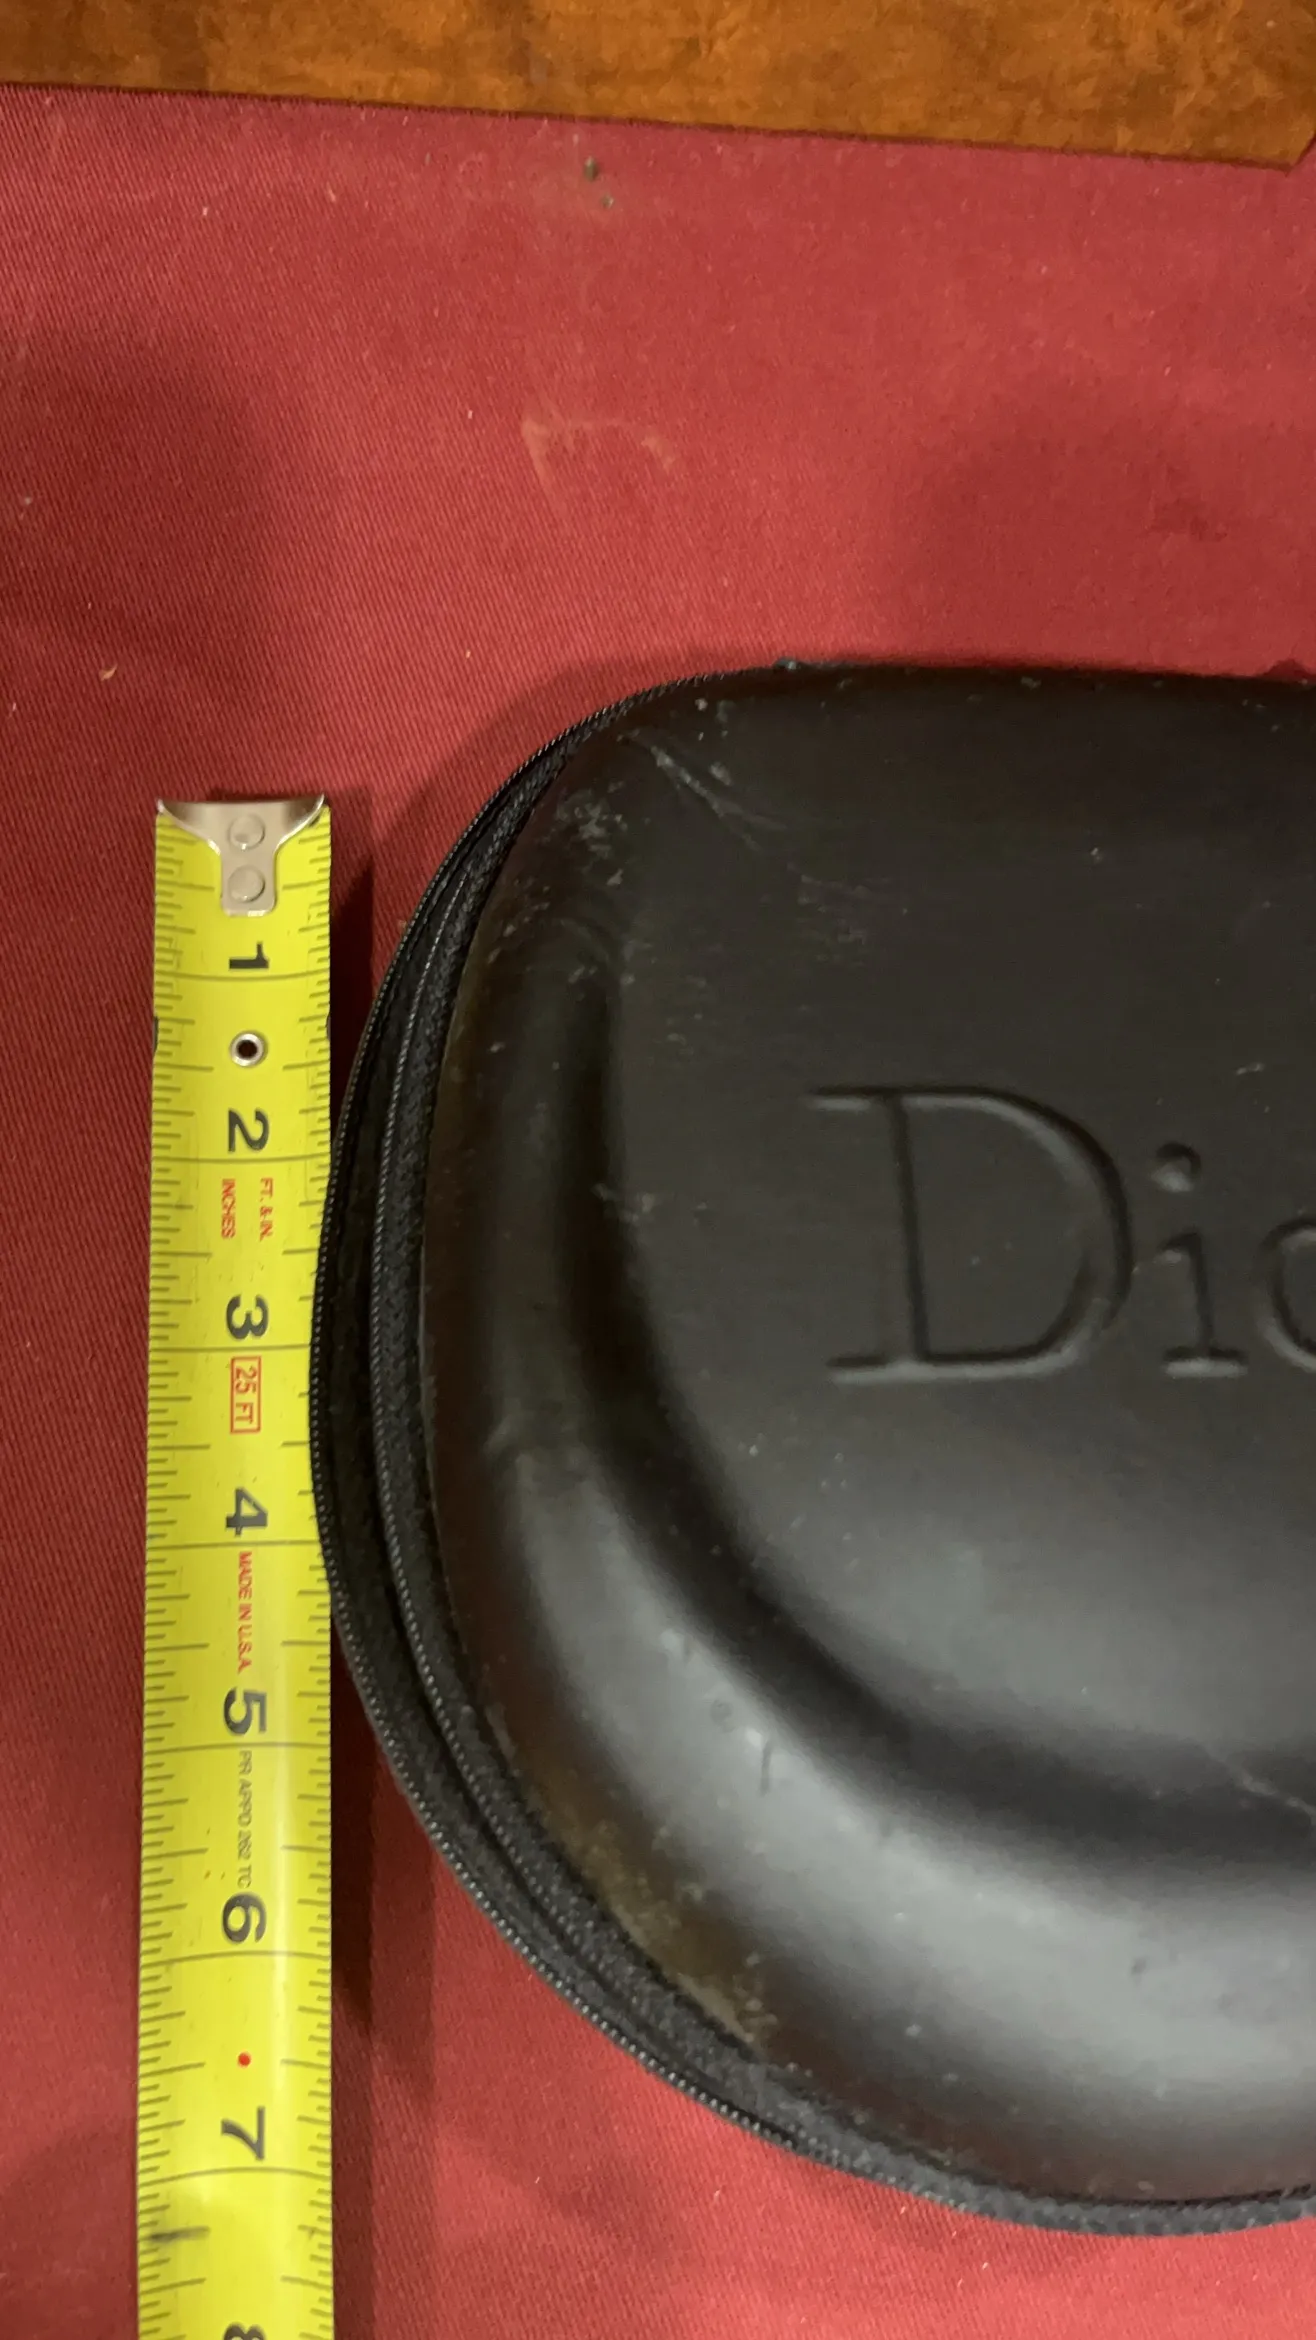 1
2
FT. & IN.
INCHES
3
25 FT
4
MADE IN U.S.A.
5
PR APPD 262 TC
6
7
8
Dio